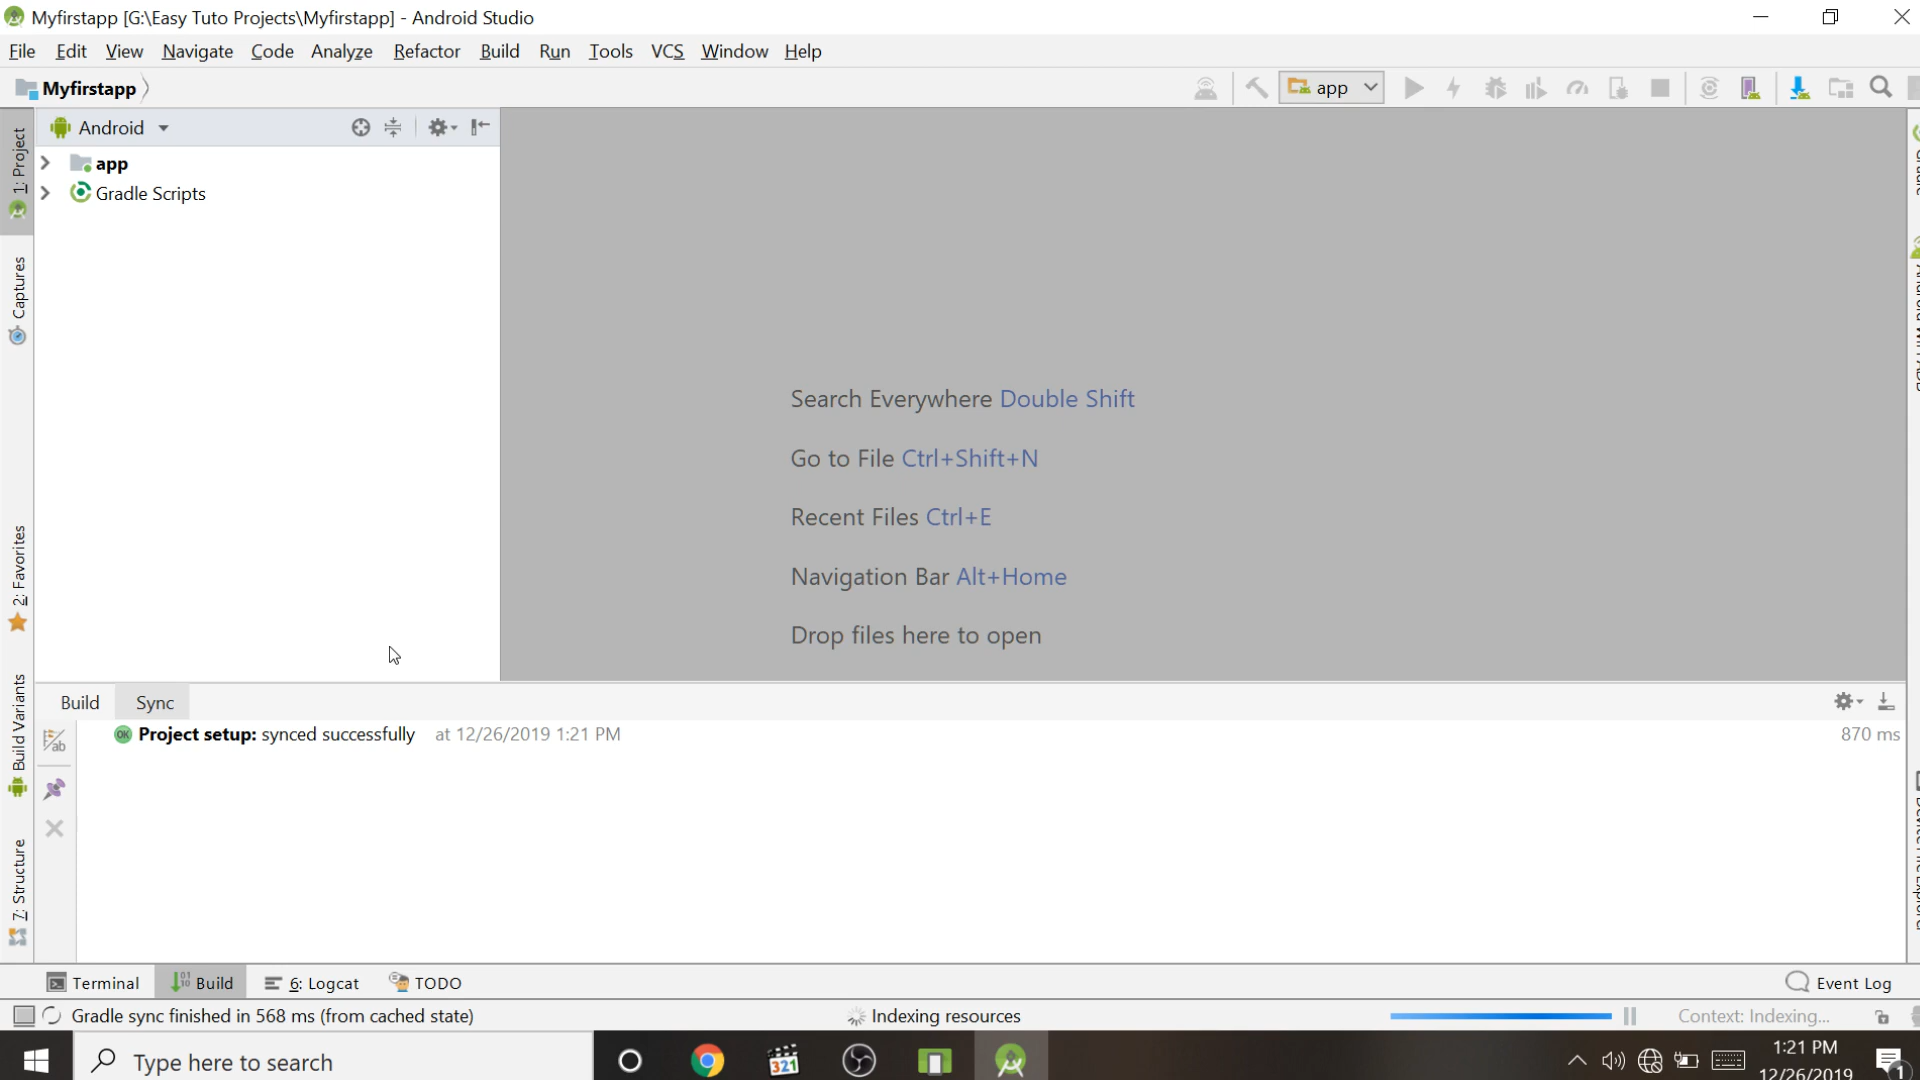 Myfirstapp [G:\Easy Tuto Projects\Myfirstapp] - Android Studio
File Edit View Navigate Code Analyze Refactor Build Run Tools VCS Window Help
Myfirstapp
app
1: Project
Captures
2: Favorites
Build Variants
7: Structure
Android
app
Gradle Scripts
Search Everywhere Double Shift
Go to File Ctrl+Shift+N
Recent Files Ctrl+E
Navigation Bar Alt+Home
Drop files here to open
Build Sync
OK Project setup: synced successfully at 12/26/2019 1:21 PM 870 ms
Terminal Build 6: Logcat TODO Event Log
Gradle sync finished in 568 ms (from cached state) Indexing resources Context: Indexing...
Type here to search
321
1:21 PM
12/26/2019
1